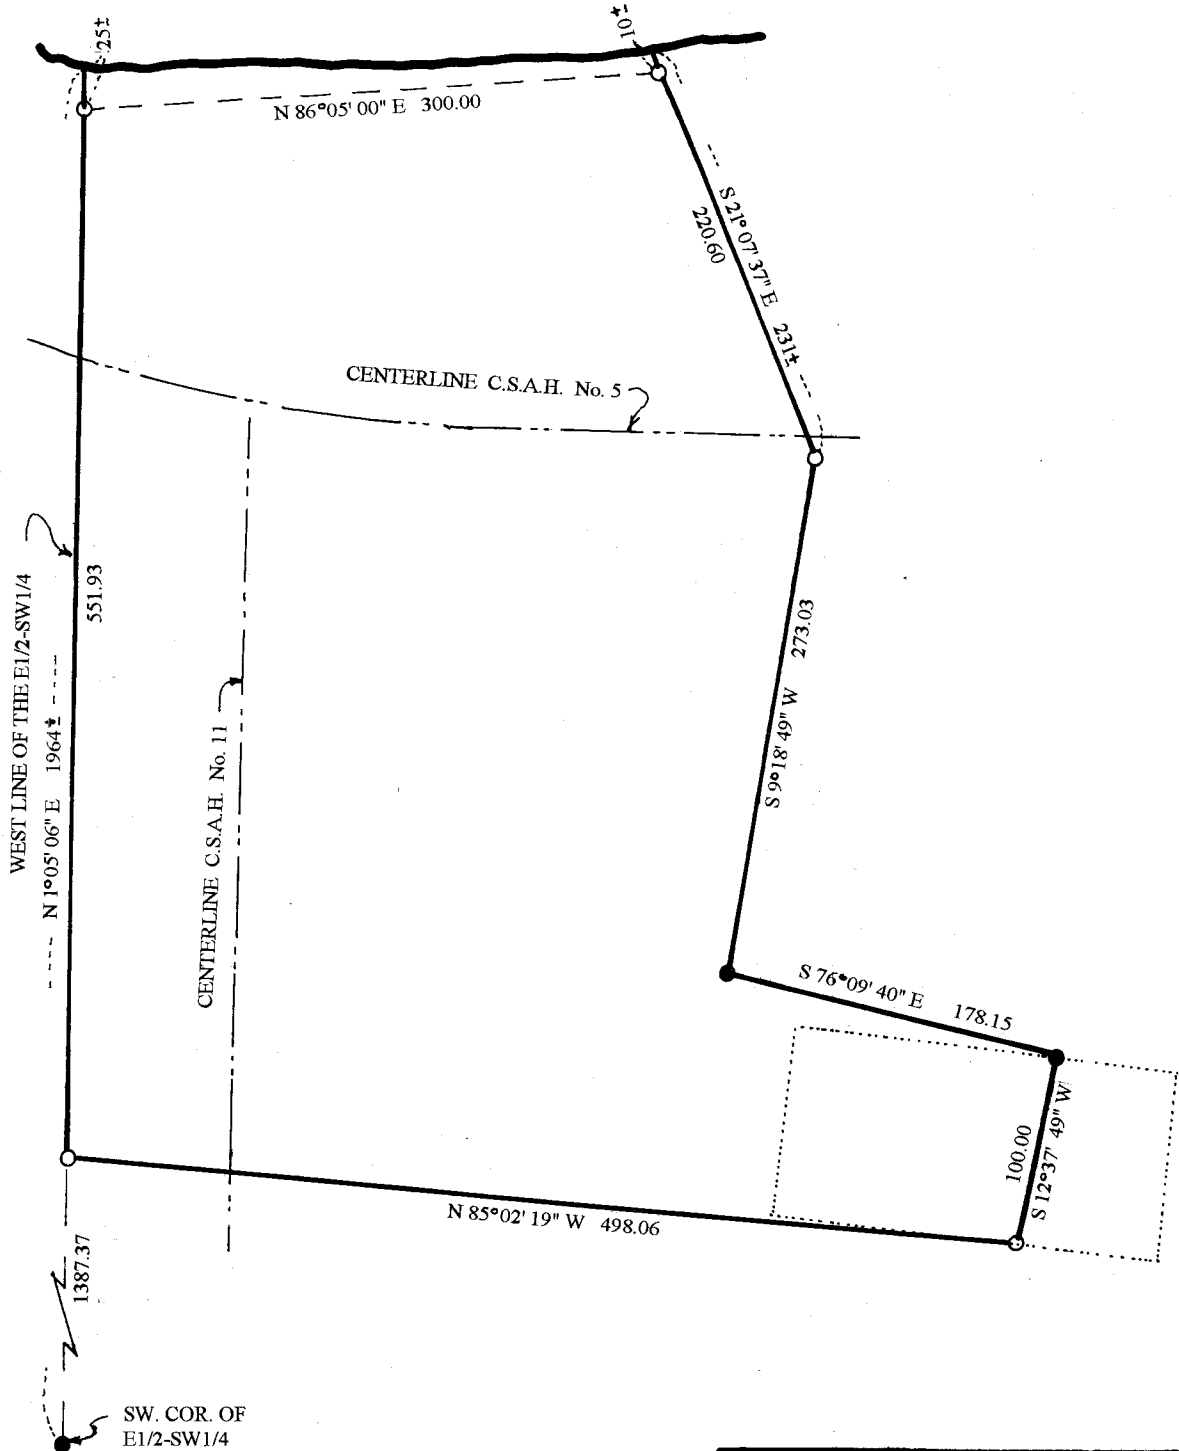 25±
10±
N 86°05' 00" E 300.00
S 21° 07' 37" E 231±
220.60
CENTERLINE C.S.A.H. No. 5
WEST LINE OF THE E1/2-SW1/4
N 1°05' 06" E 1964±
551.93
CENTERLINE C.S.A.H. No. 11
S 9°18' 49" W 273.03
S 76°09' 40" E 178.15
100.00
S 12°37' 49" W
N 85°02' 19" W 498.06
1387.37
SW. COR. OF
E1/2-SW1/4